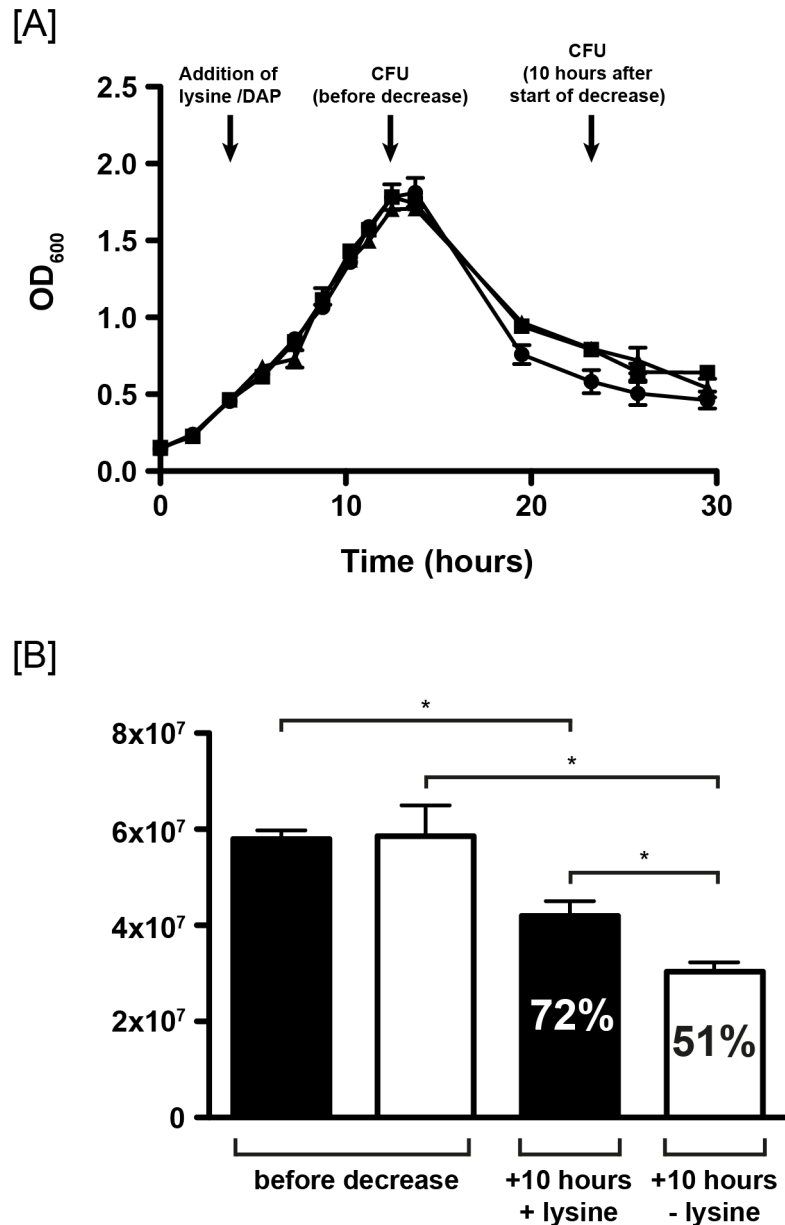 [A]
Addition of
lysine /DAP
CFU
(before decrease)
CFU
(10 hours after
start of decrease)
2.5
2.0
1.5
1.0
0.5
0.0
OD600
0
10
20
30
Time (hours)
[B]
*
*
*
8x10⁷
6x10⁷
4x10⁷
2x10⁷
0
72%
51%
before decrease
+10 hours
+ lysine
+10 hours
- lysine